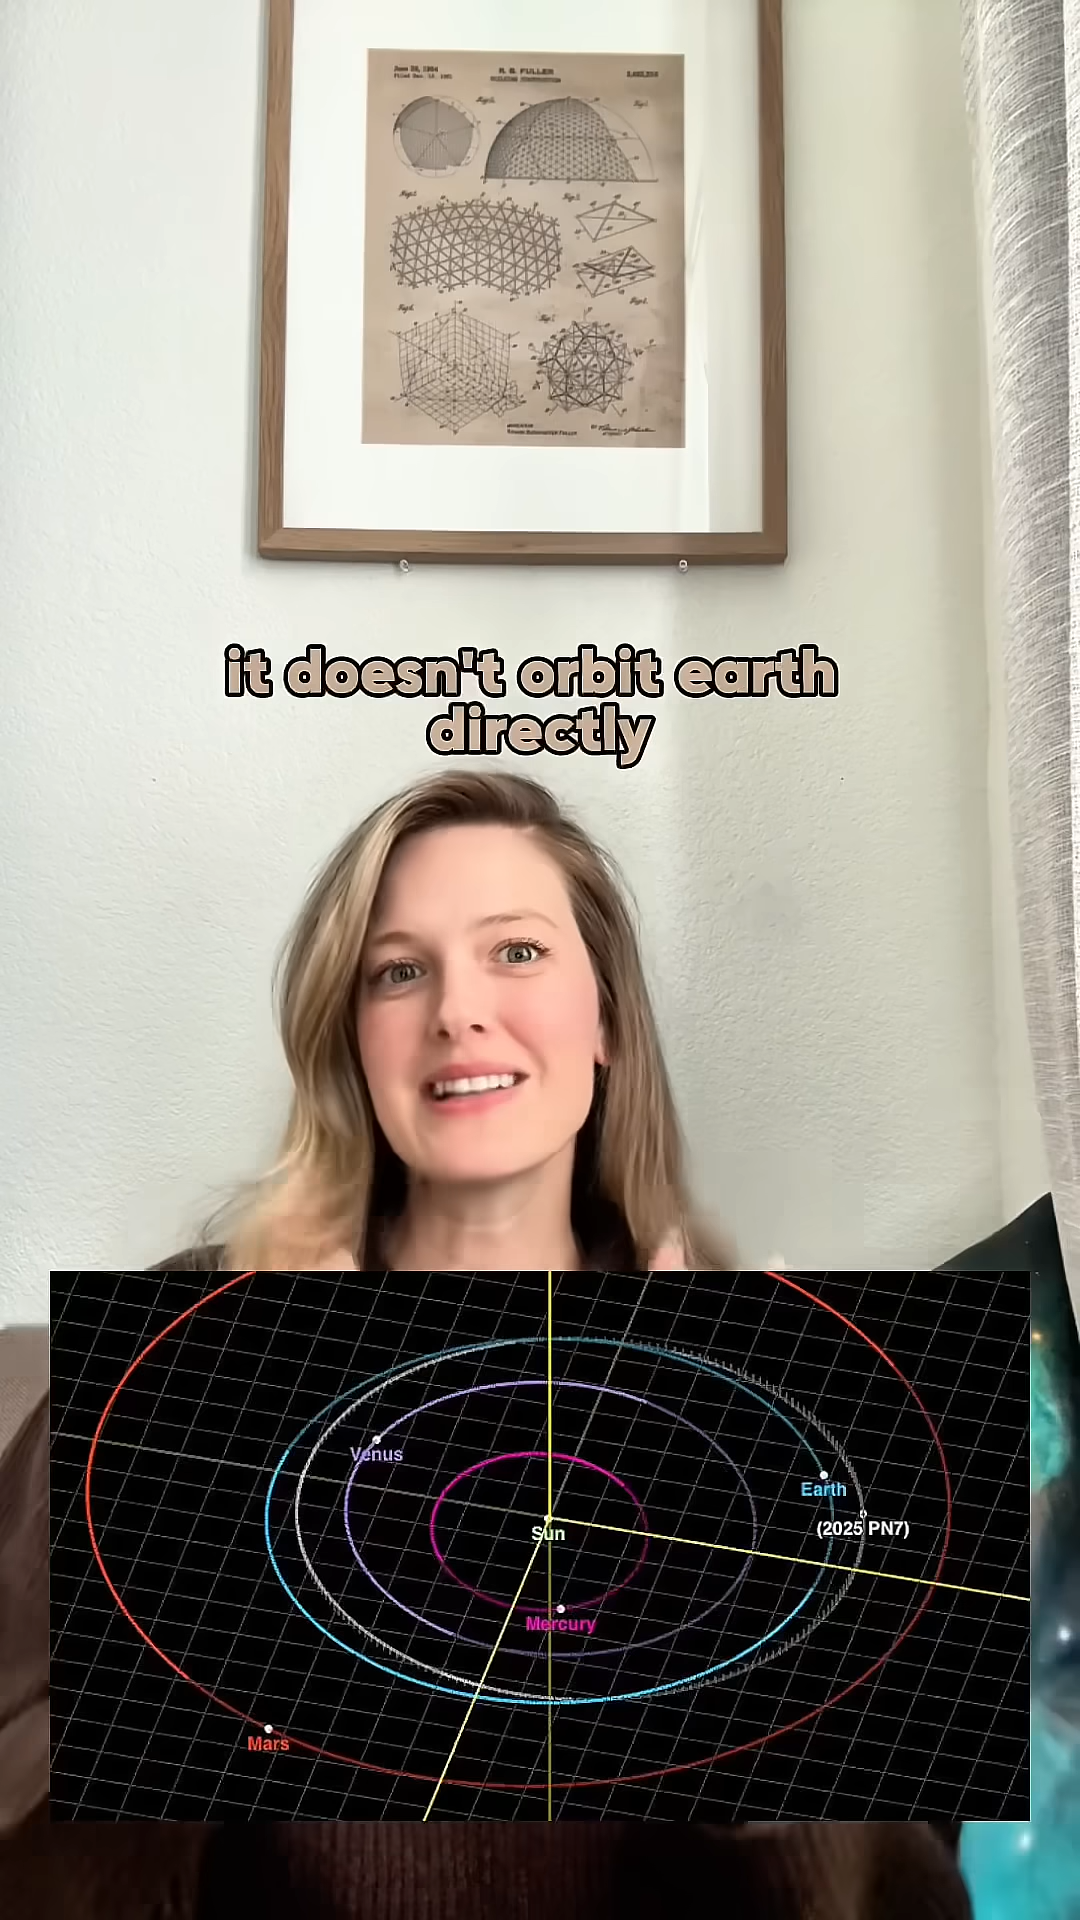 R. B. FULLER
it doesn't orbit earth
directly
Venus
Earth
Sun
(2025 PN7)
Mercury
Mars